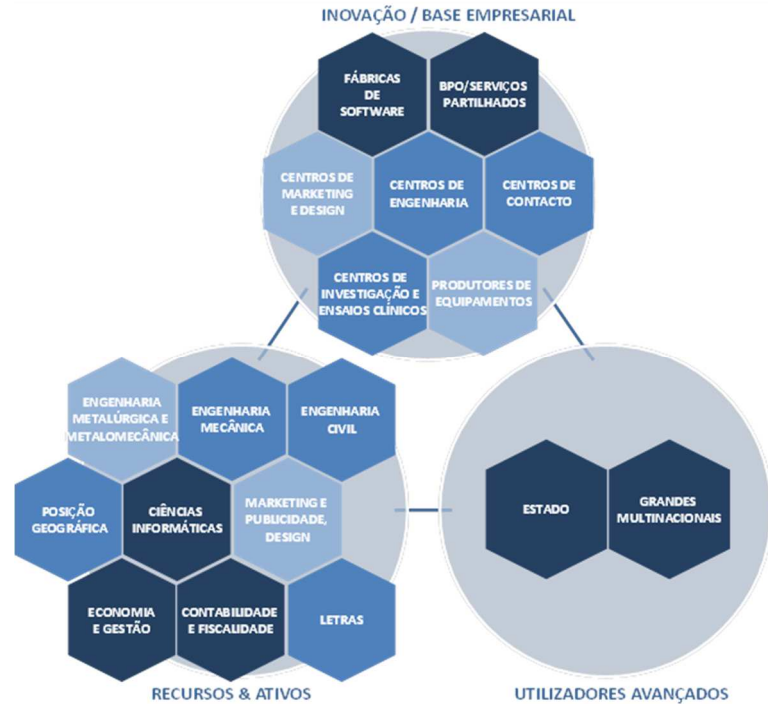 INOVAÇÃO / BASE EMPRESARIAL
FÁBRICAS
DE
SOFTWARE
BPO/SERVIÇOS
PARTILHADOS
CENTROS DE
MARKETING
E DESIGN
CENTROS DE
ENGENHARIA
CENTROS DE
CONTACTO
CENTROS DE
INVESTIGAÇÃO E
ENSAIOS CLÍNICOS
PRODUTORES DE
EQUIPAMENTOS
ENGENHARIA
METALÚRGICA E
METALOMECÂNICA
ENGENHARIA
MECÂNICA
ENGENHARIA
CIVIL
POSIÇÃO
GEOGRÁFICA
CIÊNCIAS
INFORMÁTICAS
MARKETING E
PUBLICIDADE,
DESIGN
ECONOMIA
E GESTÃO
CONTABILIDADE
E FISCALIDADE
LETRAS
RECURSOS & ATIVOS
ESTADO
GRANDES
MULTINACIONAIS
UTILIZADORES AVANÇADOS